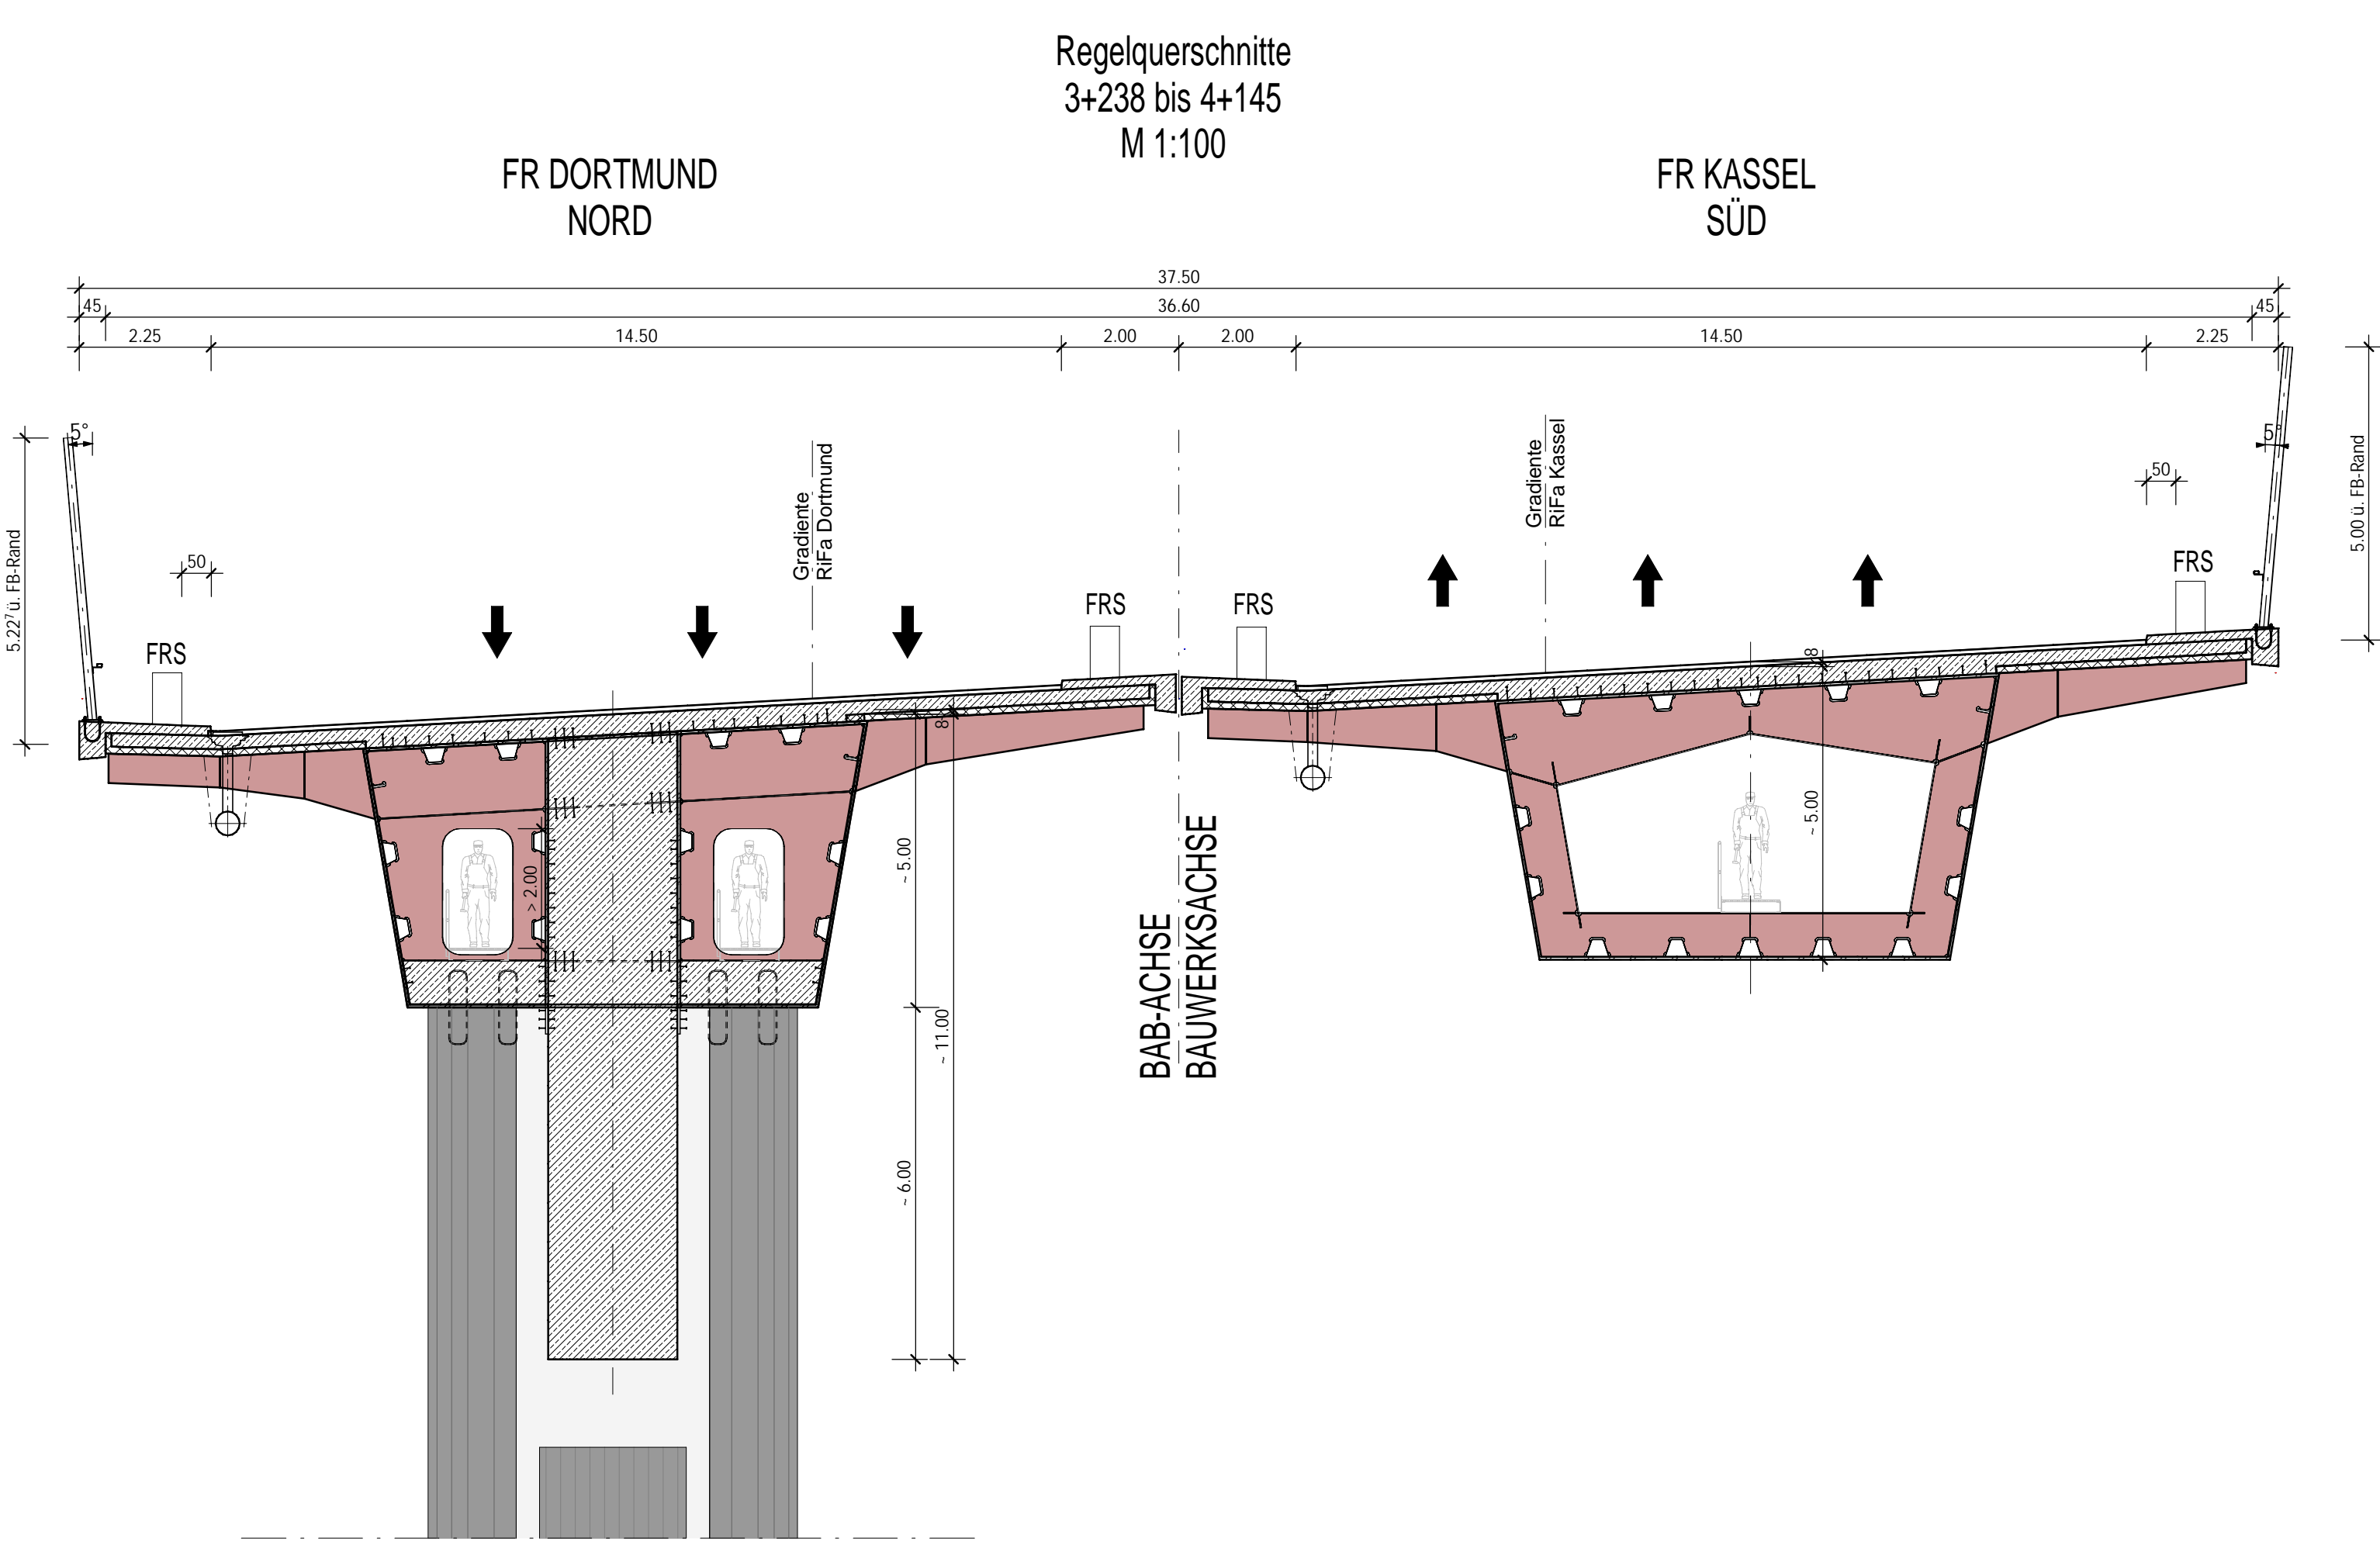 Regelquerschnitte
3+238 bis 4+145
M 1:100
FR DORTMUND
NORD
FR KASSEL
SÜD
37.50
45
36.60
45
2.25
14.50
2.00
2.00
14.50
2.25
5°
5°
5.22⁷ ü. FB-Rand
5.00 ü. FB-Rand
50
50
Gradiente
RiFa Dortmund
Gradiente
RiFa Kassel
FRS
FRS
FRS
FRS
8
8
> 2.00
~ 5.00
~ 5.00
~ 11.00
~ 6.00
BAB-ACHSE
BAUWERKSACHSE